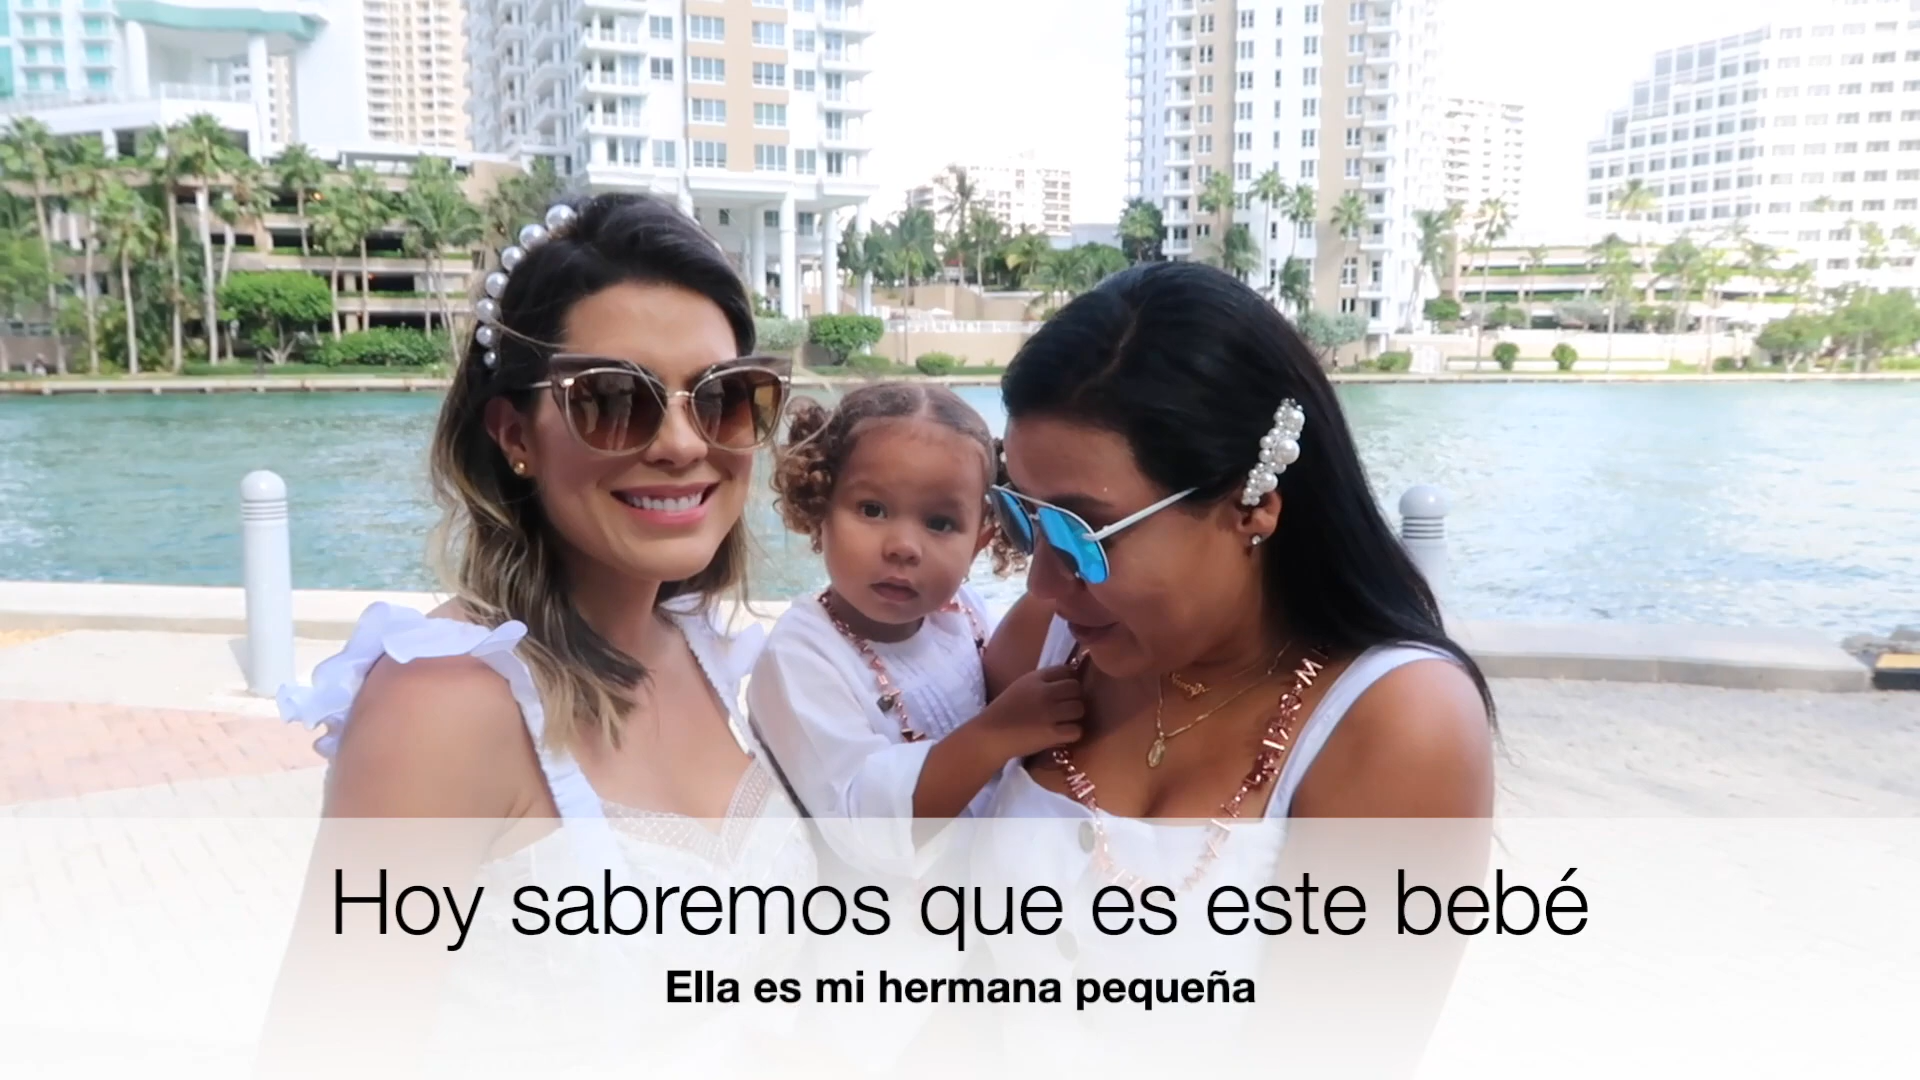 Hoy sabremos que es este bebé
Ella es mi hermana pequeña